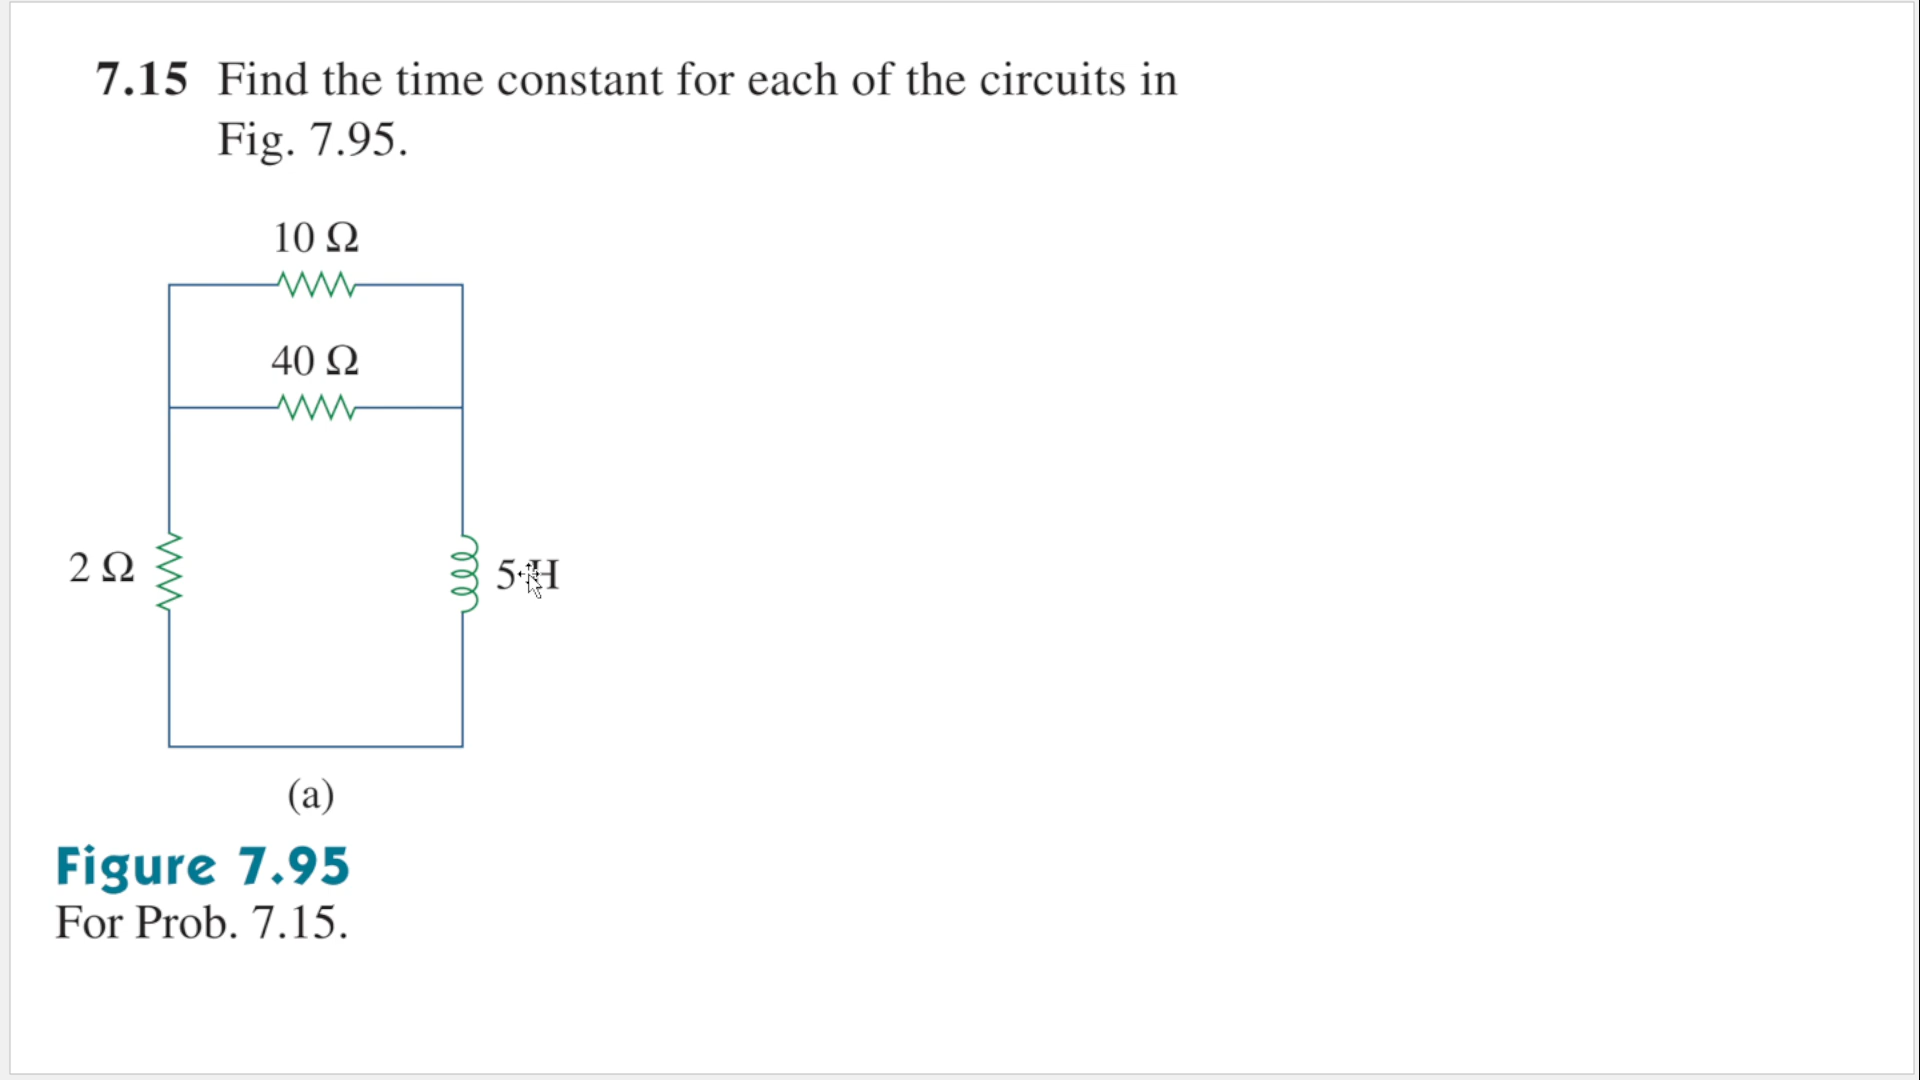 7.15 Find the time constant for each of the circuits in
Fig. 7.95.
10 Ω
40 Ω
2 Ω
5 H
(a)
Figure 7.95
For Prob. 7.15.